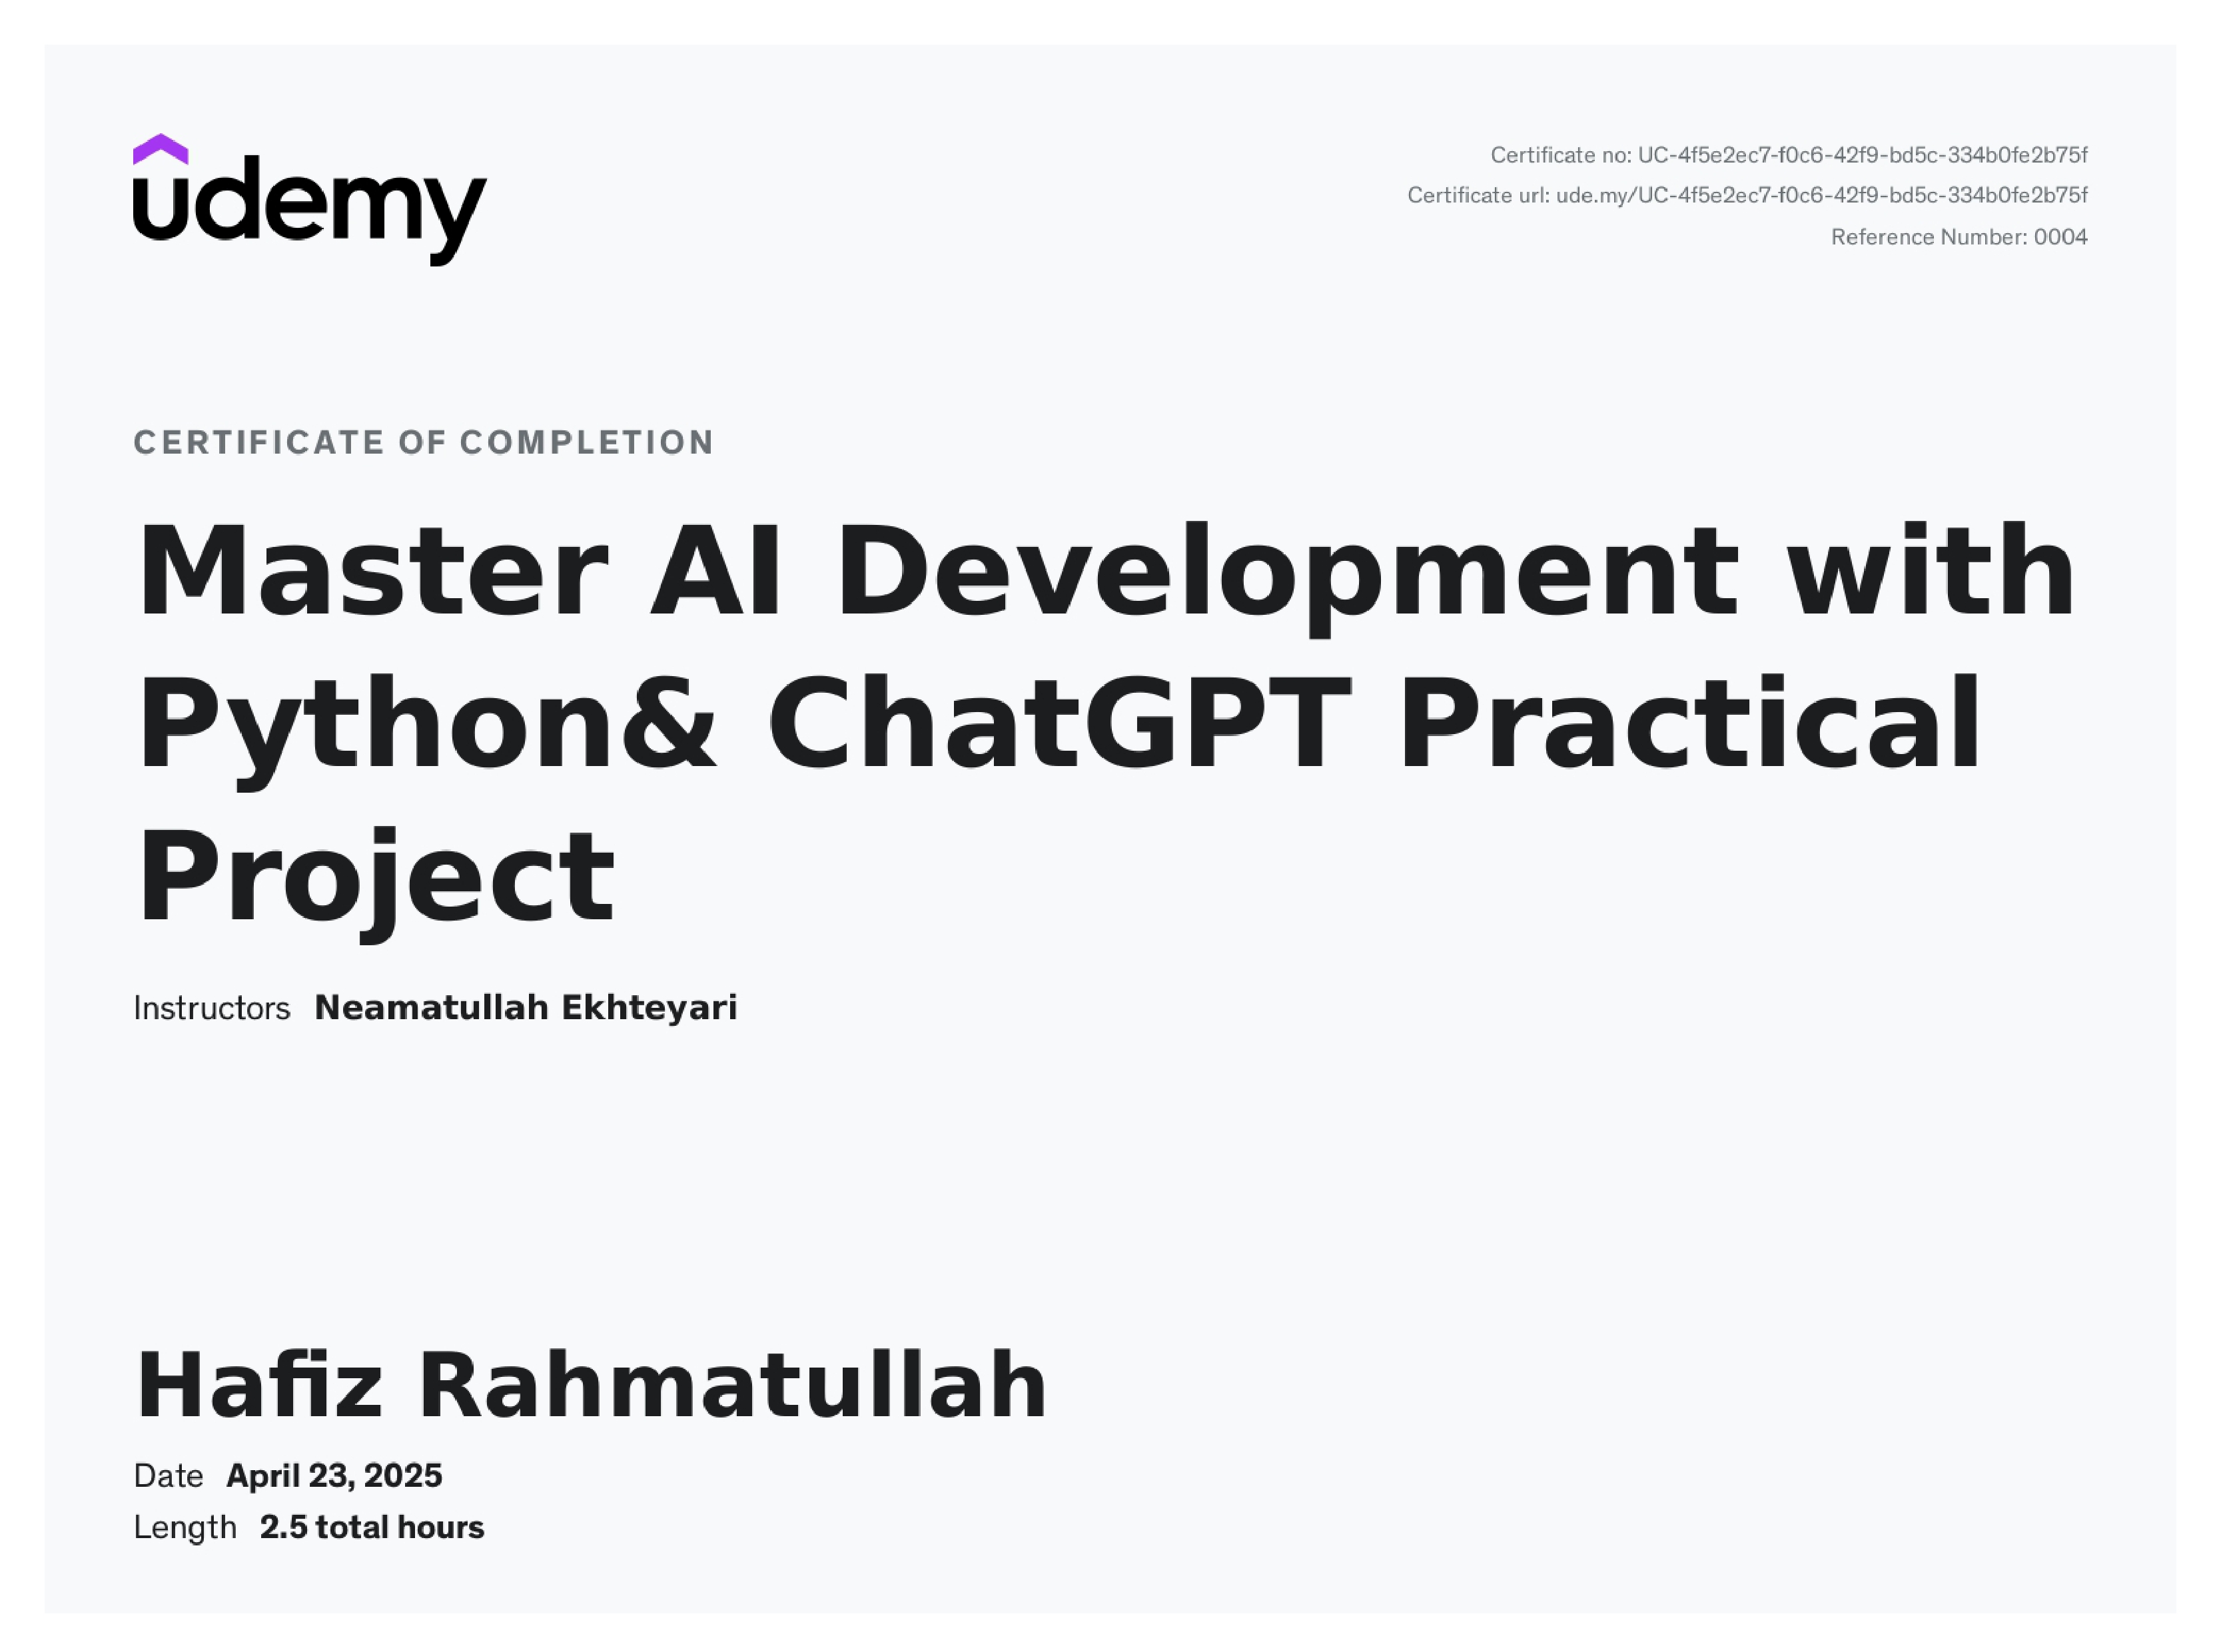 udemy
Certificate no: UC-4f5e2ec7-f0c6-42f9-bd5c-334b0fe2b75f
Certificate url: ude.my/UC-4f5e2ec7-f0c6-42f9-bd5c-334b0fe2b75f
Reference Number: 0004
CERTIFICATE OF COMPLETION
Master AI Development with
Python& ChatGPT Practical
Project
Instructors Neamatullah Ekhteyari
Hafiz Rahmatullah
Date April 23, 2025
Length 2.5 total hours